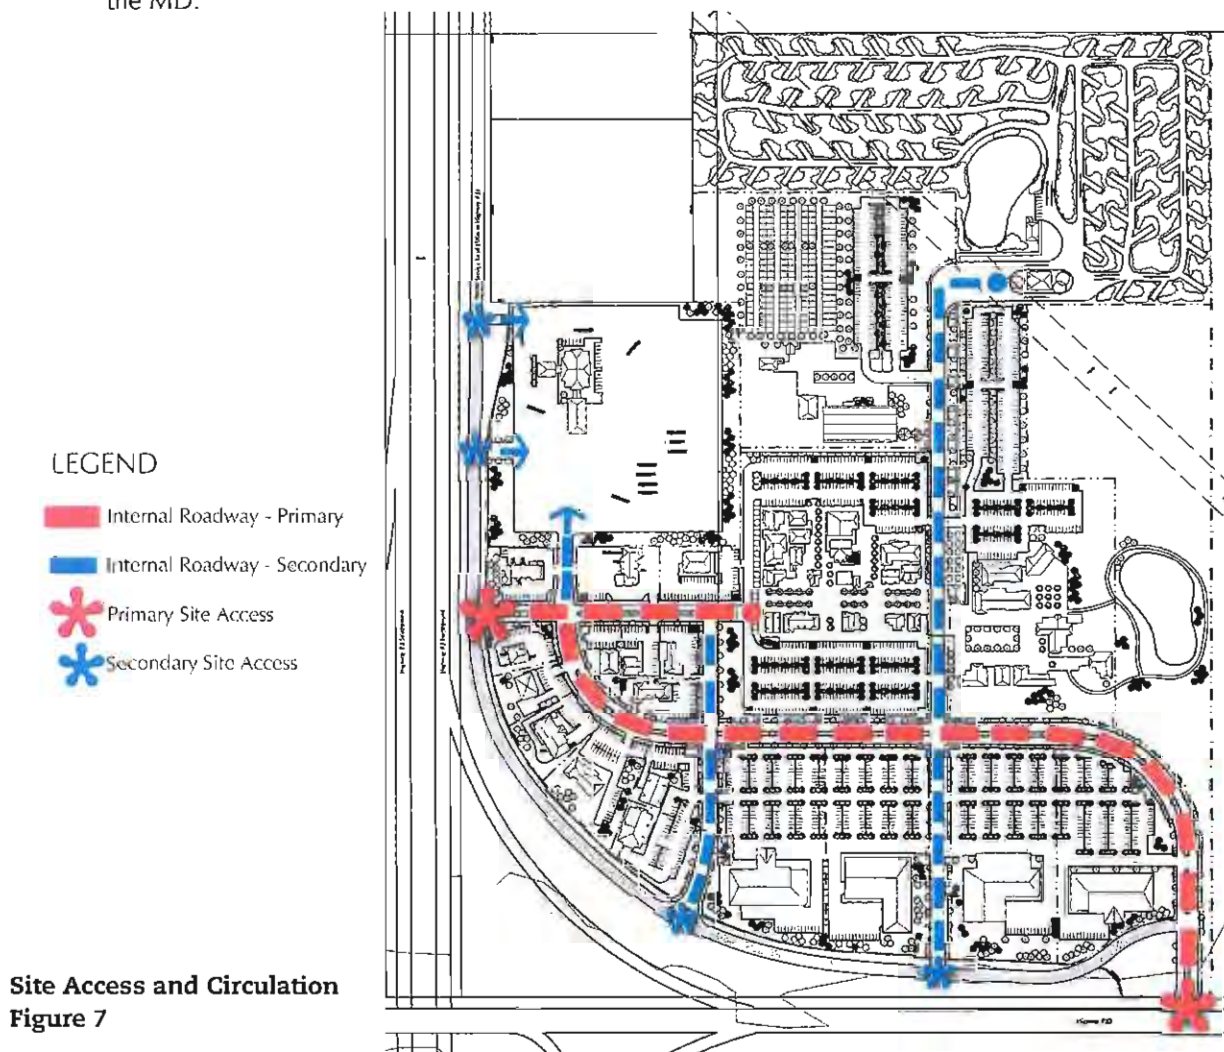 the MD.
LEGEND
Internal Roadway - Primary
Internal Roadway - Secondary
Primary Site Access
Secondary Site Access
Site Access and Circulation
Figure 7